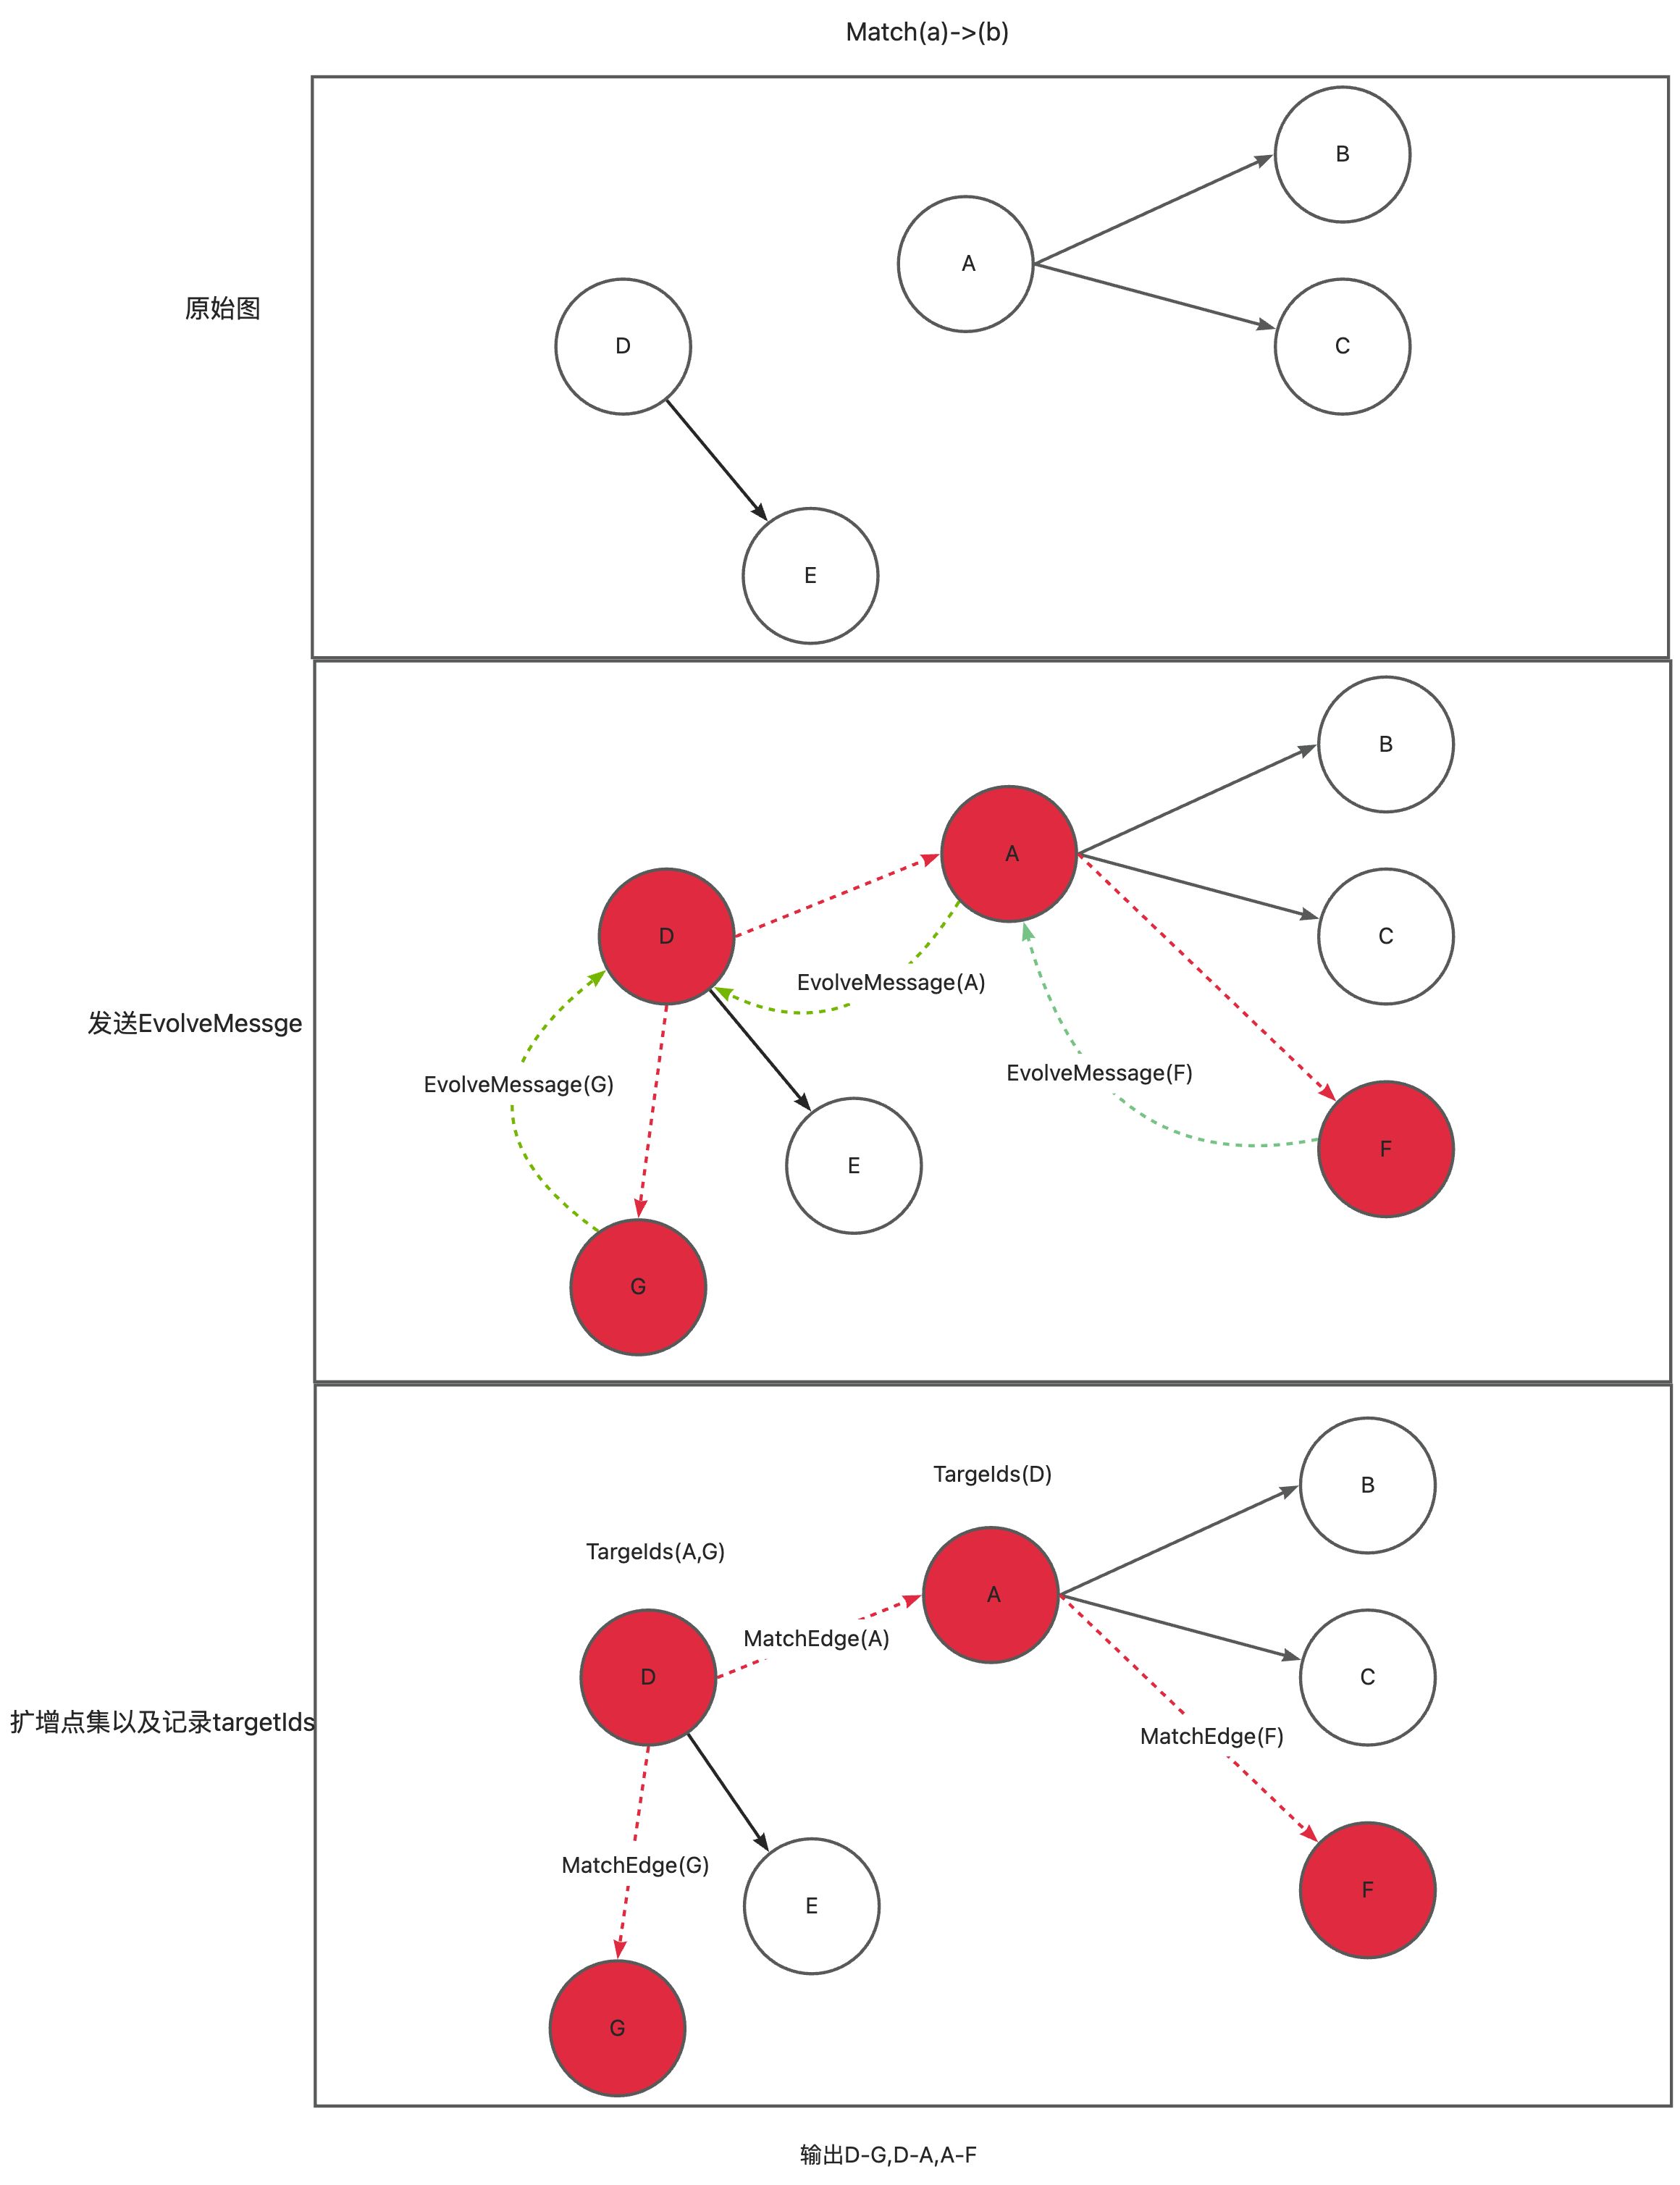 Match(a)->(b)
B
A
原始图
D
C
E
B
A
D
C
EvolveMessage(A)
发送EvolveMessge
EvolveMessage(F)
EvolveMessage(G)
F
E
G
TargeIds(D)
B
TargeIds(A,G)
A
MatchEdge(A)
D
C
扩增点集以及记录targetIds
MatchEdge(F)
MatchEdge(G)
F
E
G
输出D-G,D-A,A-F